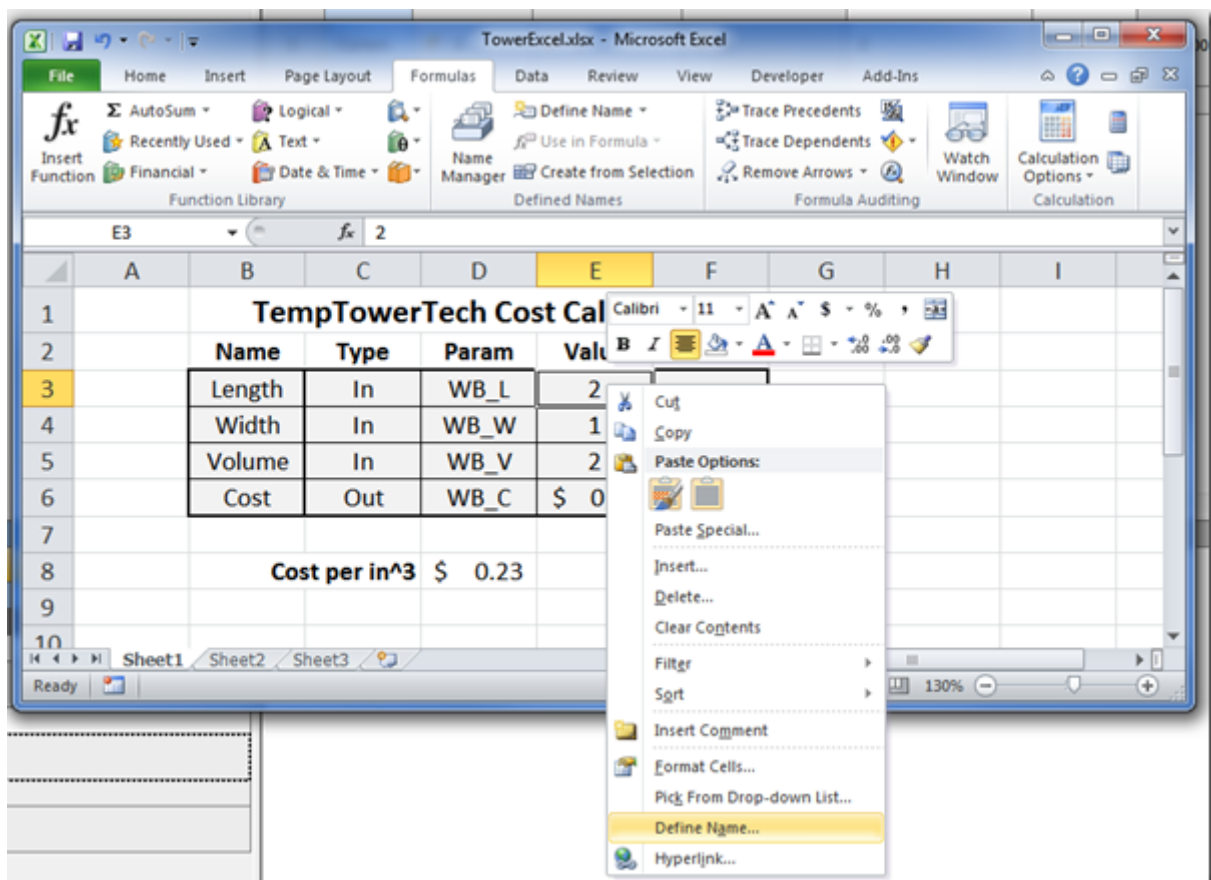 TowerExcel.xlsx - Microsoft Excel
File Home Insert Page Layout Formulas Data Review View Developer Add-Ins
Insert Function
Σ AutoSum
Recently Used
Financial
Logical
Text
Date & Time
Function Library
Name Manager
Define Name
Use in Formula
Create from Selection
Defined Names
Trace Precedents
Trace Dependents
Remove Arrows
Formula Auditing
Watch Window
Calculation Options
Calculation
E3 fx 2
A B C D E F G H I
1 TempTowerTech Cost Cal
2 Name Type Param Valu
3 Length In WB_L 2
4 Width In WB_W 1
5 Volume In WB_V 2
6 Cost Out WB_C $ 0
7
8 Cost per in^3 $ 0.23
9
10
Calibri 11 A A $ % ,
B I A
Cut
Copy
Paste Options:
Paste Special...
Insert...
Delete...
Clear Contents
Filter
Sort
Insert Comment
Format Cells...
Pick From Drop-down List...
Define Name...
Hyperlink...
Sheet1 Sheet2 Sheet3
Ready 130%